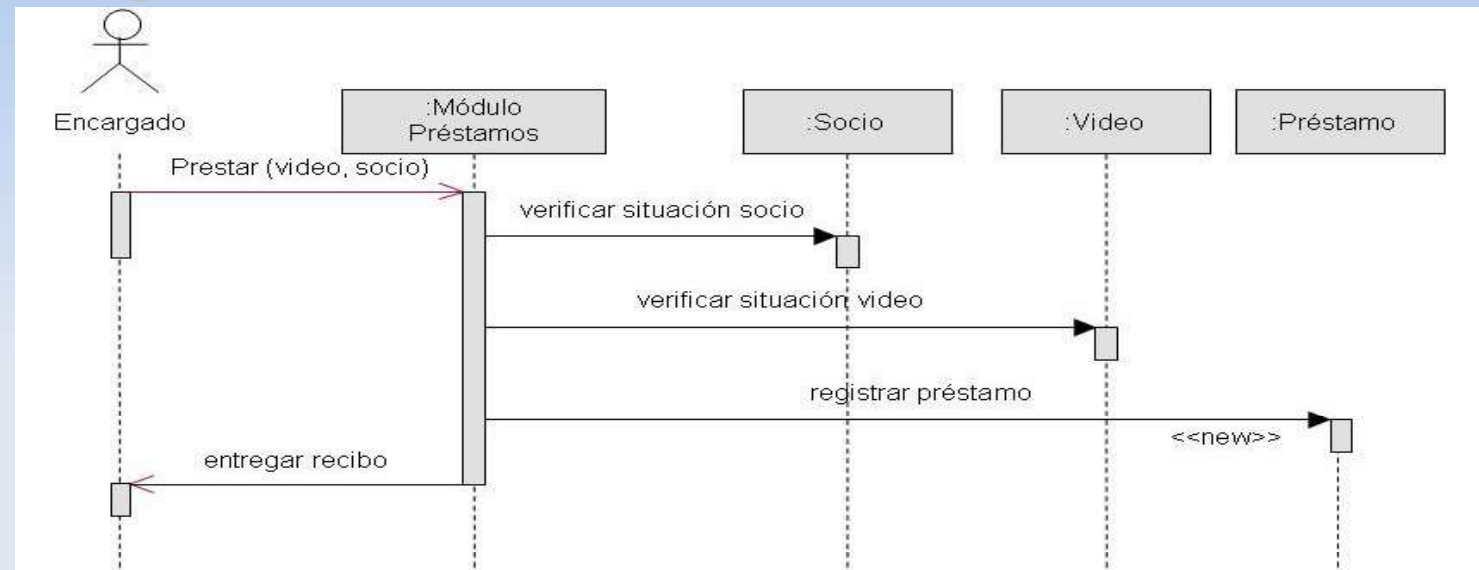 Encargado
:Módulo
Préstamos
:Socio
:Video
:Préstamo
Prestar (video, socio)
verificar situación socio
verificar situación video
registrar préstamo
<<new>>
entregar recibo